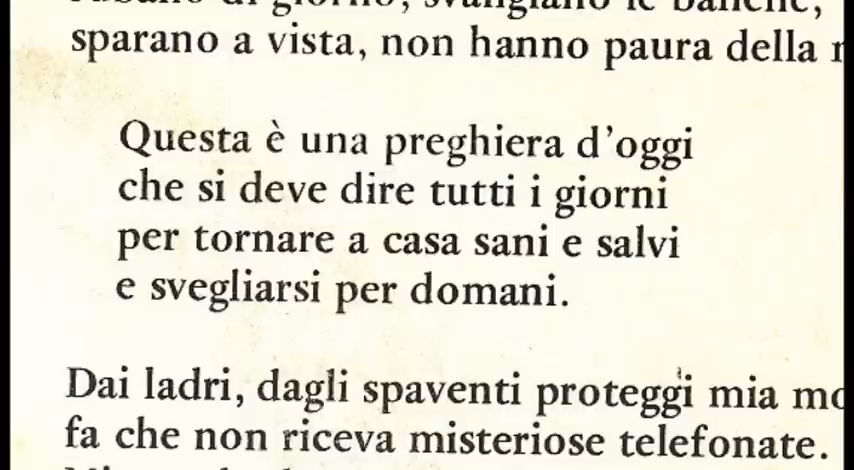 sparano a vista, non hanno paura della
Questa è una preghiera d'oggi
che si deve dire tutti i giorni
per tornare a casa sani e salvi
e svegliarsi per domani.
Dai ladri, dagli spaventi proteggi mia
fa che non riceva misteriose telefonate.